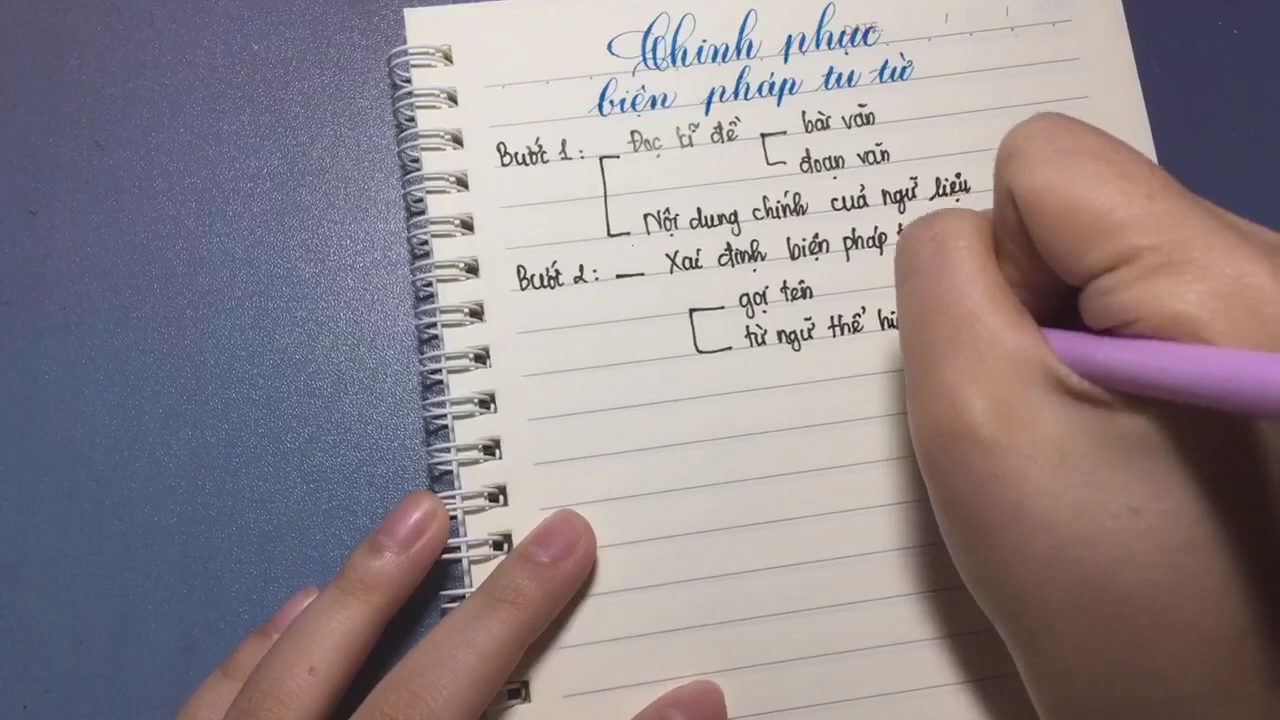 Chinh phục
biện pháp tu từ
Bước 1: Đọc kĩ đề bài văn
đoạn văn
Nội dung chính của ngữ liệu
Bước 2: — Xác định biện pháp
gọi tên
từ ngữ thể